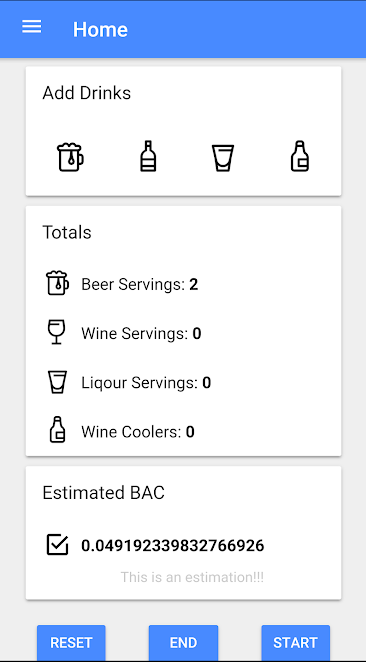 Home
Add Drinks
Totals
Beer Servings: 2
Wine Servings: 0
Liqour Servings: 0
Wine Coolers: 0
Estimated BAC
0.049192339832766926
This is an estimation!!!
RESET END START